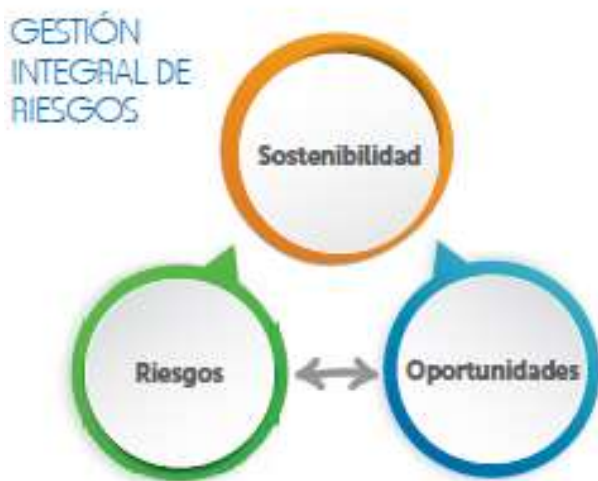 GESTIÓN
INTEGRAL DE
RIESGOS
Sostenibilidad
Riesgos
Oportunidades